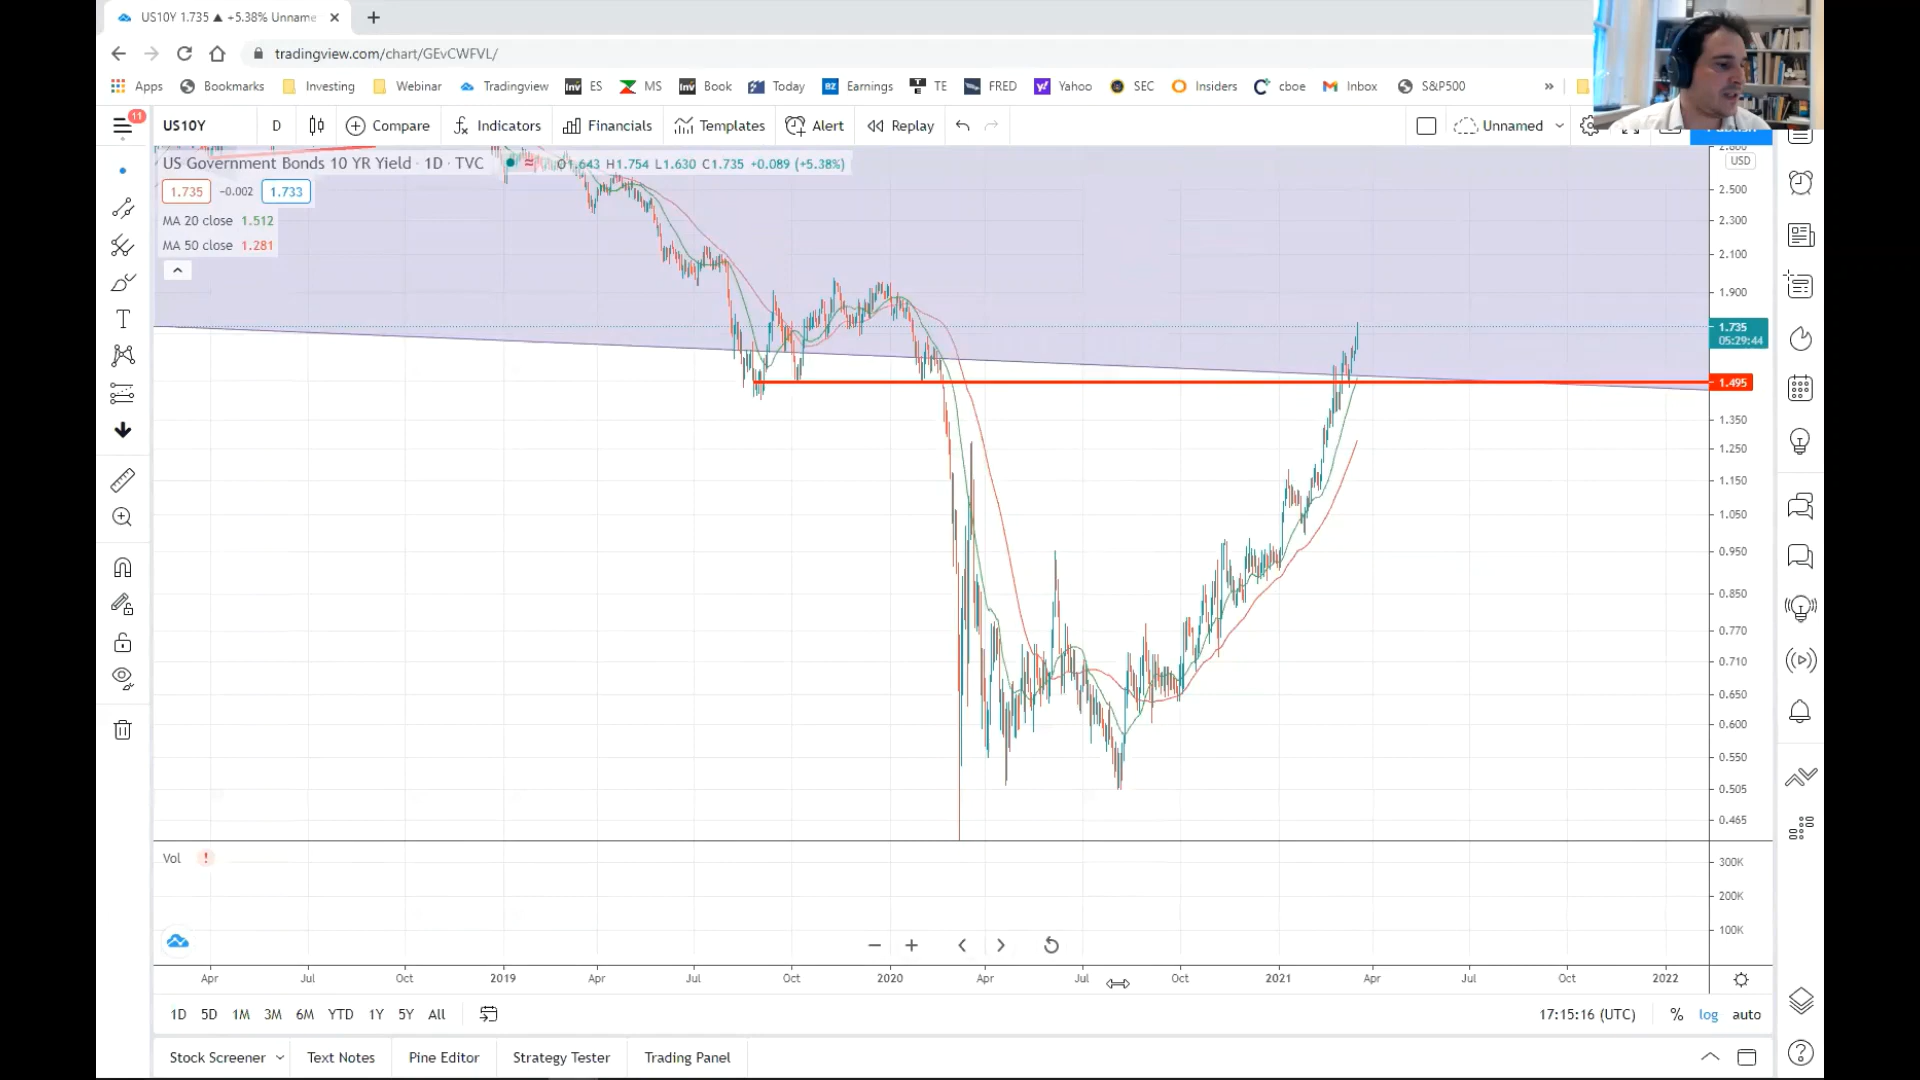 US10Y 1.735 ▲ +5.38% Unname
tradingview.com/chart/GEvCWFVL/
Apps Bookmarks Investing Webinar Tradingview ES MS Book Today Earnings TE FRED Yahoo SEC Insiders cboe Inbox S&P500 »
11
US10Y D Compare Indicators Financials Templates Alert Replay Unnamed
US Government Bonds 10 YR Yield · 1D · TVC O1.643 H1.754 L1.630 C1.735 +0.089 (+5.38%)
USD
1.735 -0.002 1.733
MA 20 close 1.512
MA 50 close 1.281
2.500
2.300
2.100
1.900
1.735
05:29:44
1.495
1.350
1.250
1.150
1.050
0.950
0.850
0.770
0.710
0.650
0.600
0.550
0.505
0.465
Vol !
300K
200K
100K
Apr Jul Oct 2019 Apr Jul Oct 2020 Apr Jul Oct 2021 Apr Jul Oct 2022
1D 5D 1M 3M 6M YTD 1Y 5Y All 17:15:16 (UTC) % log auto
Stock Screener Text Notes Pine Editor Strategy Tester Trading Panel